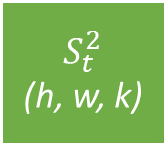 $S_t^2$
(h, w, k)